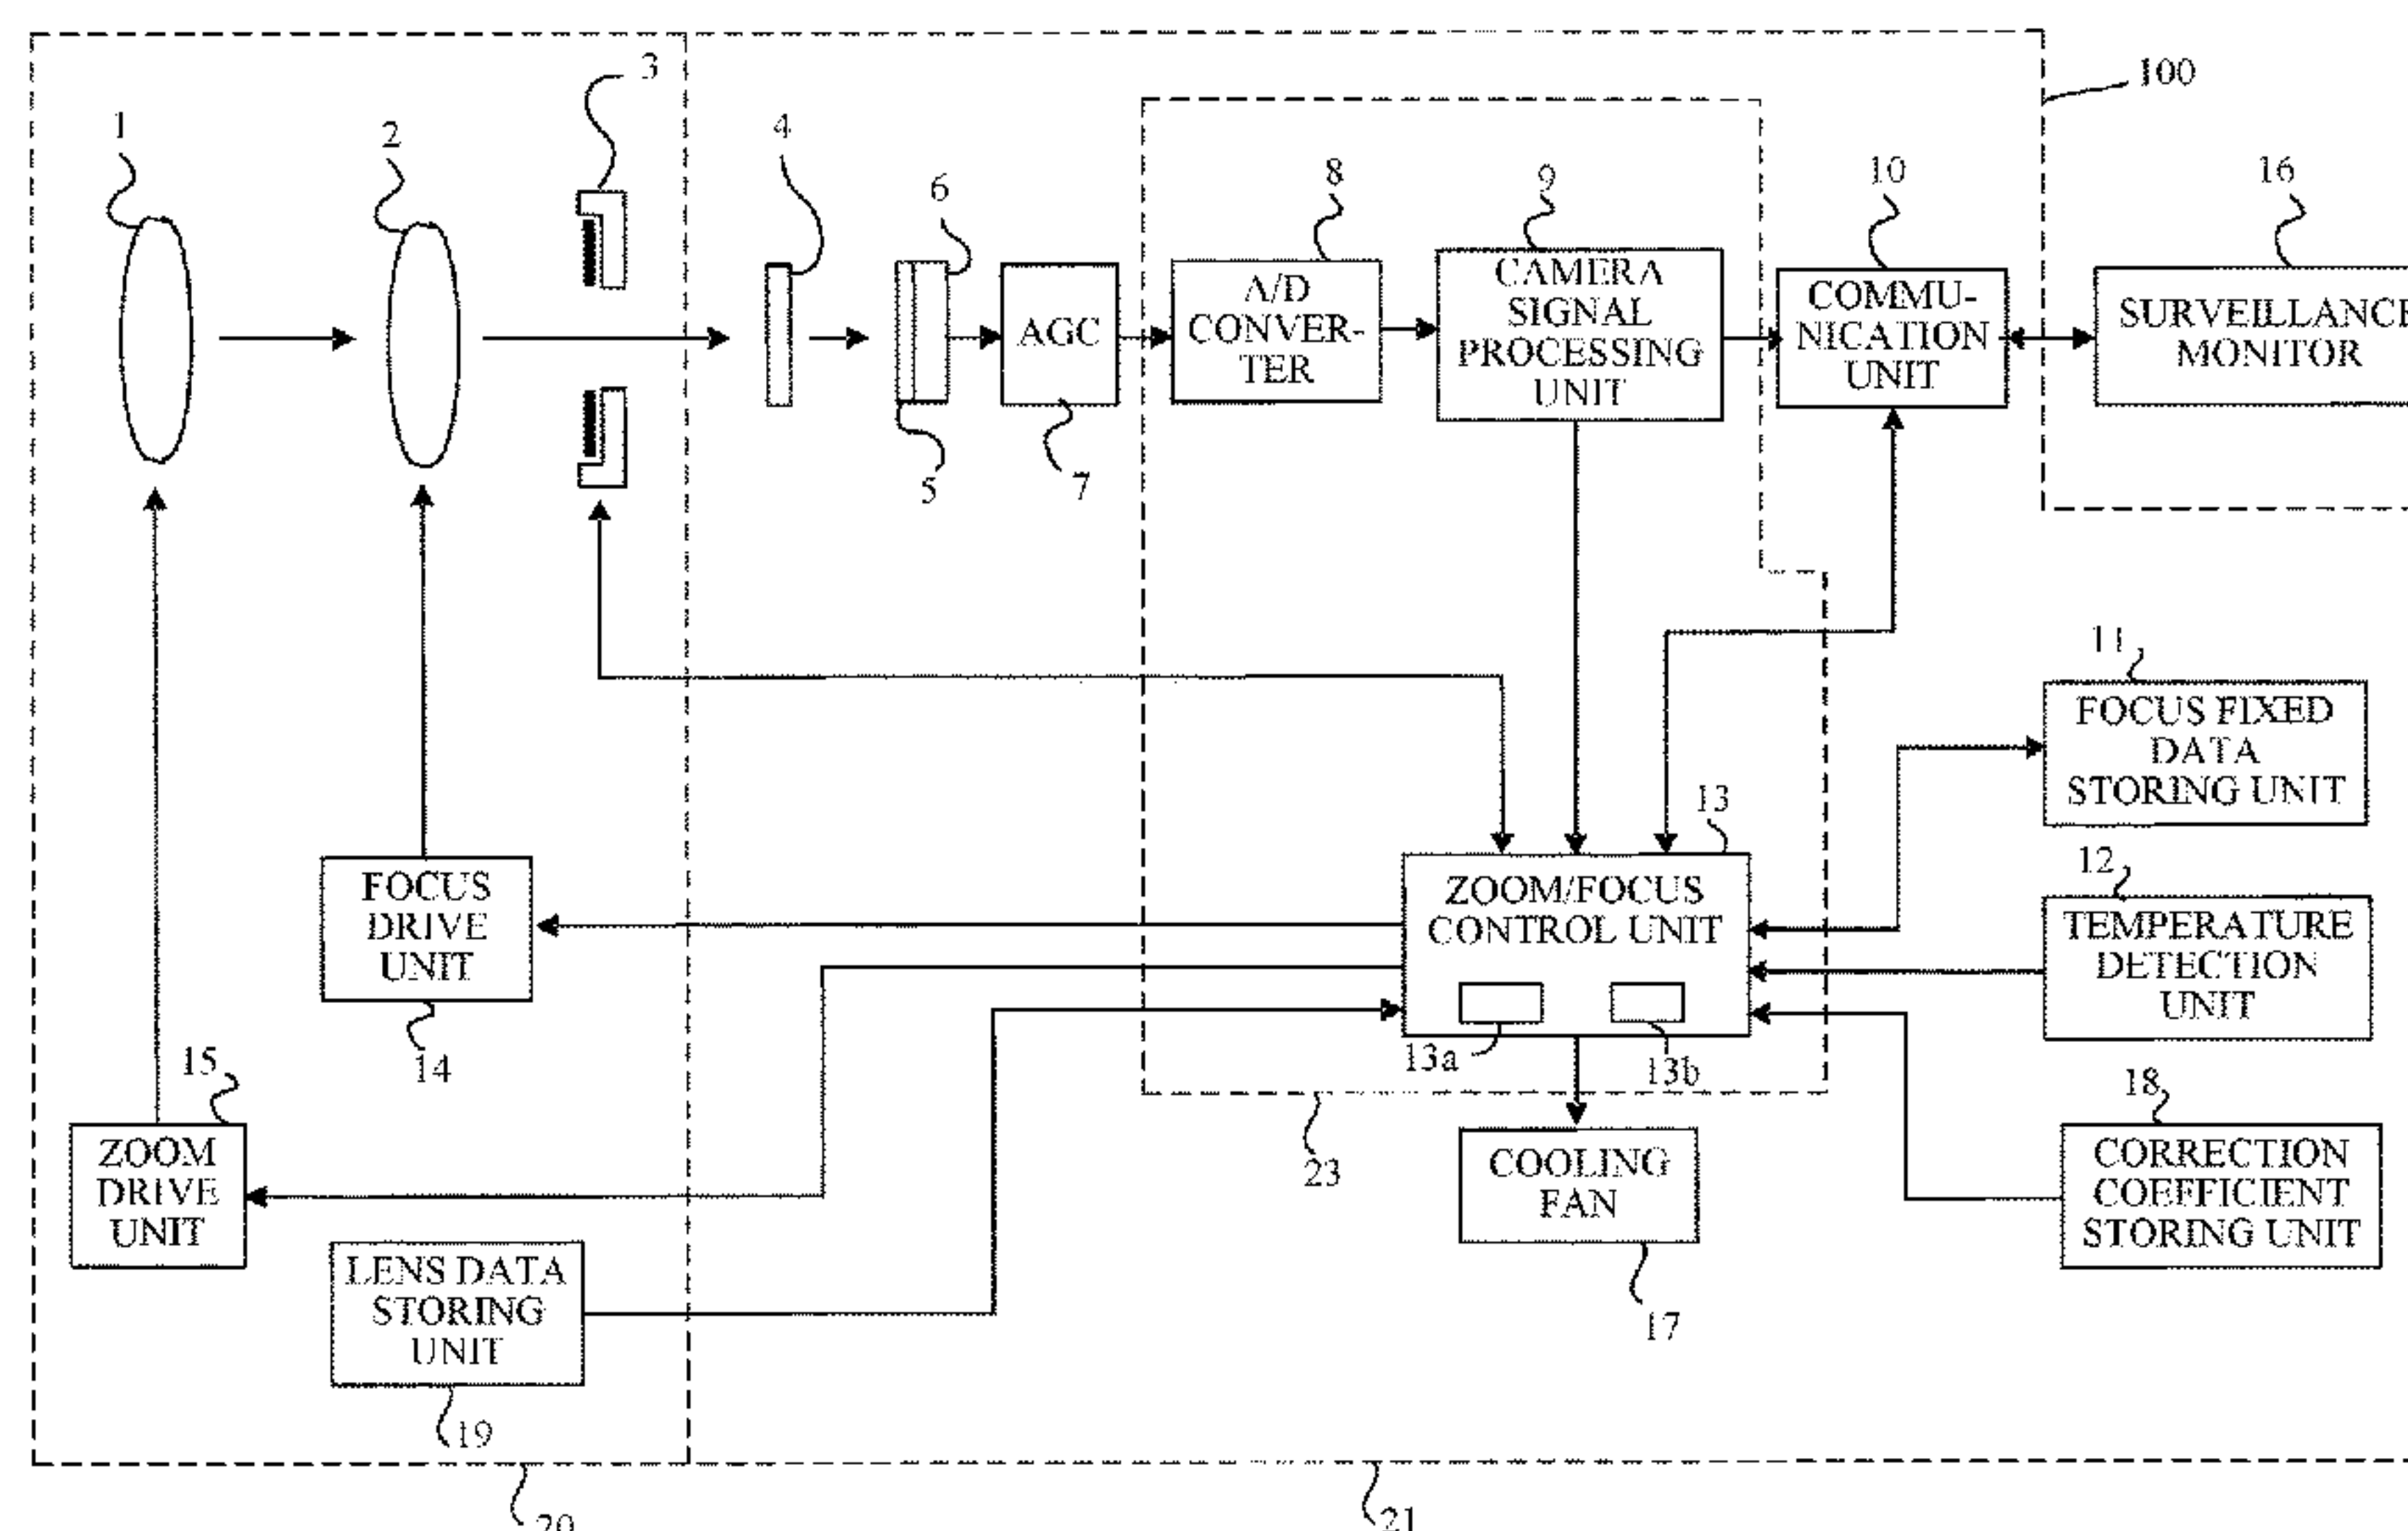 100
3
1
2
4
6
8
9
10
16
A/D
CONVER-
TER
CAMERA
SIGNAL
PROCESSING
UNIT
COMMU-
NICATION
UNIT
SURVEILLANCE
MONITOR
AGC
5
7
11
FOCUS FIXED
DATA
STORING UNIT
13
ZOOM/FOCUS
CONTROL UNIT
13a
13b
12
TEMPERATURE
DETECTION
UNIT
FOCUS
DRIVE
UNIT
14
15
ZOOM
DRIVE
UNIT
18
CORRECTION
COEFFICIENT
STORING UNIT
23
COOLING
FAN
17
LENS DATA
STORING
UNIT
19
20
21